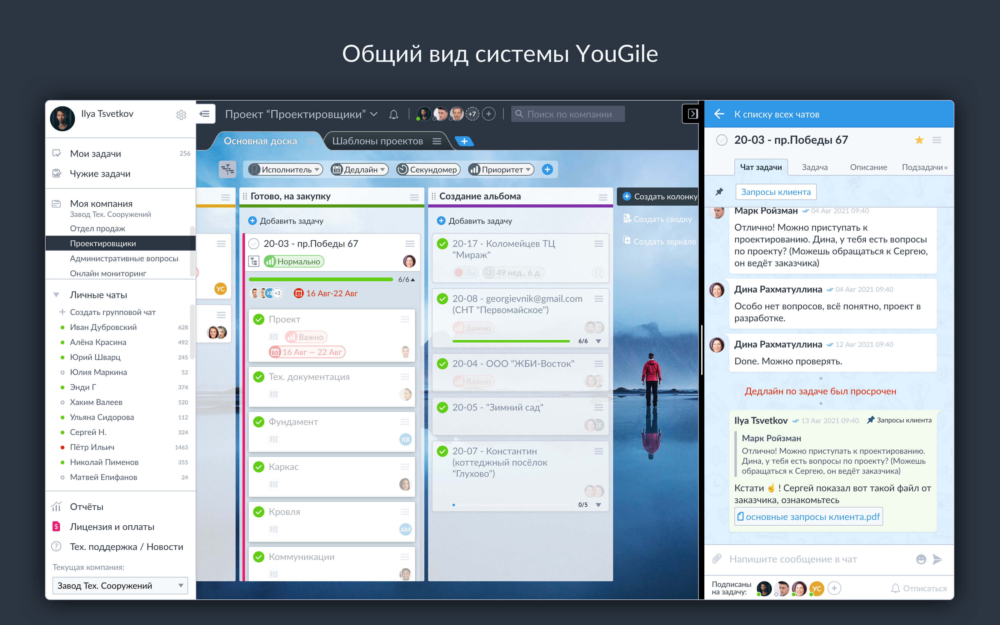 Общий вид системы YouGile
Ilya Tsvetkov
Мои задачи 256
Чужие задачи
Моя компания
Завод Тех. Сооружений
Отдел продаж
Проектировщики
Административные вопросы
Онлайн мониторинг
Личные чаты
Создать групповой чат
Иван Дубровский 628
Алёна Красина 492
Юрий Шварц 245
Юлия Маркина 52
Энди Г 374
Хаким Валеев 520
Ульяна Сидорова 112
Сергей Н. 324
Пётр Ильич 1463
Николай Пименов 355
Матвей Епифанов 24
Отчёты
Лицензия и оплаты
Тех. поддержка / Новости
Текущая компания:
Завод Тех. Сооружений
Проект “Проектировщики”
+7
Поиск по компании
Основная доска
Шаблоны проектов
Исполнитель
16
Дедлайн
Секундомер
Приоритет
УС
Готово, на закупку
Добавить задачу
20-03 - пр.Победы 67
Нормально
6/6
+3
16
16 Авг-22 Авг
Проект
Важно
16
16 Авг — 22 Авг
Тех. документация
Фундамент
ХВ
Каркас
Кровля
АМ
Коммуникации
Создание альбома
Добавить задачу
20-17 - Коломейцев ТЦ
"Мираж"
3ч
49 нед., 6 д.
20-08 - georgievnik@gmail.com
(СНТ "Первомайское")
Важно
6/6
20-04 - ООО "ЖБИ-Восток"
Важно
20-05 - "Зимний сад"
20-07 - Константин
(коттеджный посёлок
"Глухово")
0/5
Создать колонку
Создать сводку
Создать зеркало
К списку всех чатов
20-03 - пр.Победы 67
Чат задачи
Задача
Описание
Подзадачи
Запросы клиента
Марк Ройзман 04 Авг 2021 09:40
Отлично! Можно приступать к
проектированию. Дина, у тебя есть вопросы
по проекту? (Можешь обращаться к Сергею,
он ведёт заказчика)
Дина Рахматуллина 04 Авг 2021 09:40
Особо нет вопросов, всё понятно, проект в
разработке.
Дина Рахматуллина 12 Авг 2021 09:40
Done. Можно проверять.
Дедлайн по задаче был просрочен
Ilya Tsvetkov 13 Авг 2021 09:40 Запросы клиента
Марк Ройзман
Отлично! Можно приступать к проектированию.
Дина, у тебя есть вопросы по проекту? (Можешь
обращаться к Сергею, он ведёт заказчика)
Кстати ☝ ! Сергей показал вот такой файл от
заказчика, ознакомьтесь
основные запросы клиента.pdf
Напишите сообщение в чат
Подписаны
на задачу:
УС
Отписаться